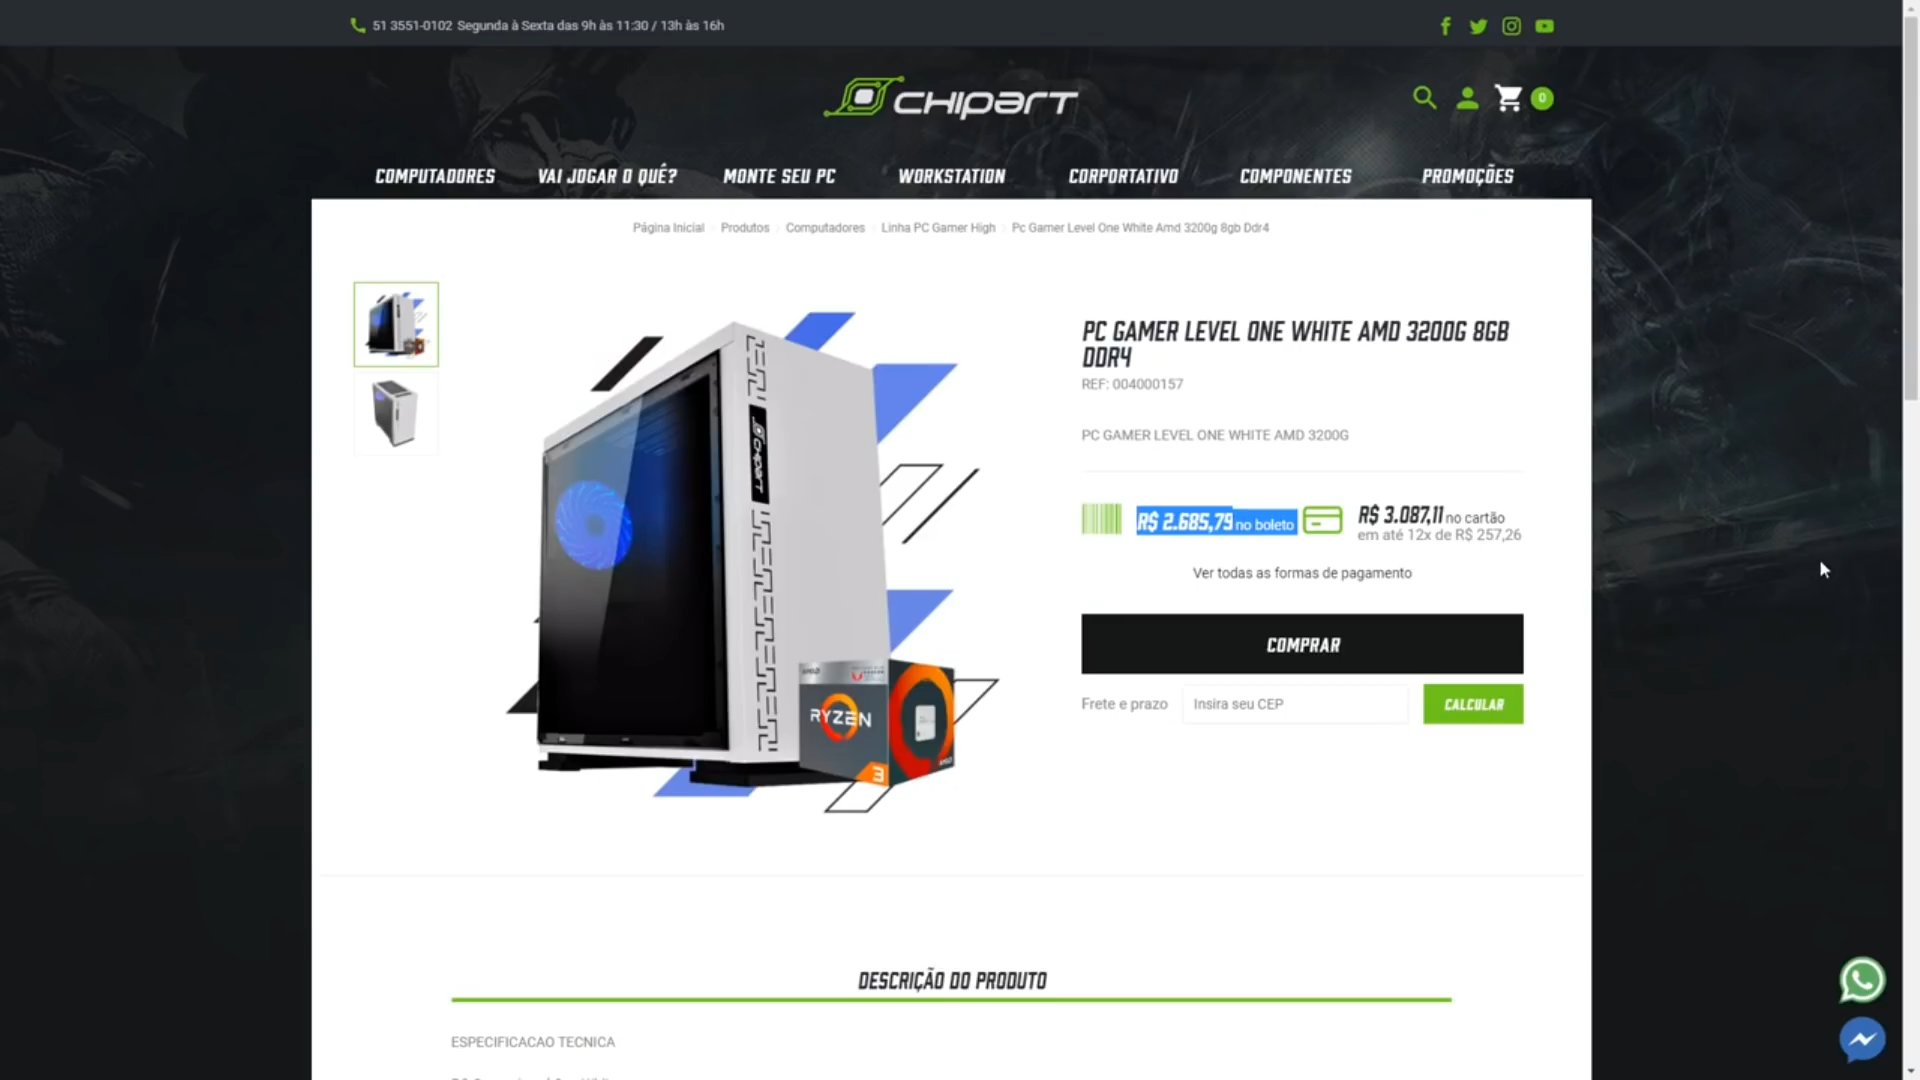 51 3551-0102 Segunda à Sexta das 9h às 11:30 / 13h às 16h
CHIPART
0
COMPUTADORES VAI JOGAR O QUÊ? MONTE SEU PC WORKSTATION CORPORTATIVO COMPONENTES PROMOÇÕES
Página Inicial Produtos Computadores Linha PC Gamer High Pc Gamer Level One White Amd 3200g 8gb Ddr4
PC GAMER LEVEL ONE WHITE AMD 3200G 8GB
DDR4
REF: 004000157
PC GAMER LEVEL ONE WHITE AMD 3200G
R$ 2.685,79 no boleto
R$ 3.087,11 no cartão
em até 12x de R$ 257,26
Ver todas as formas de pagamento
COMPRAR
Frete e prazo Insira seu CEP CALCULAR
CHIPART
AMD
RYZEN
3
AMD
DESCRIÇÃO DO PRODUTO
ESPECIFICACAO TECNICA